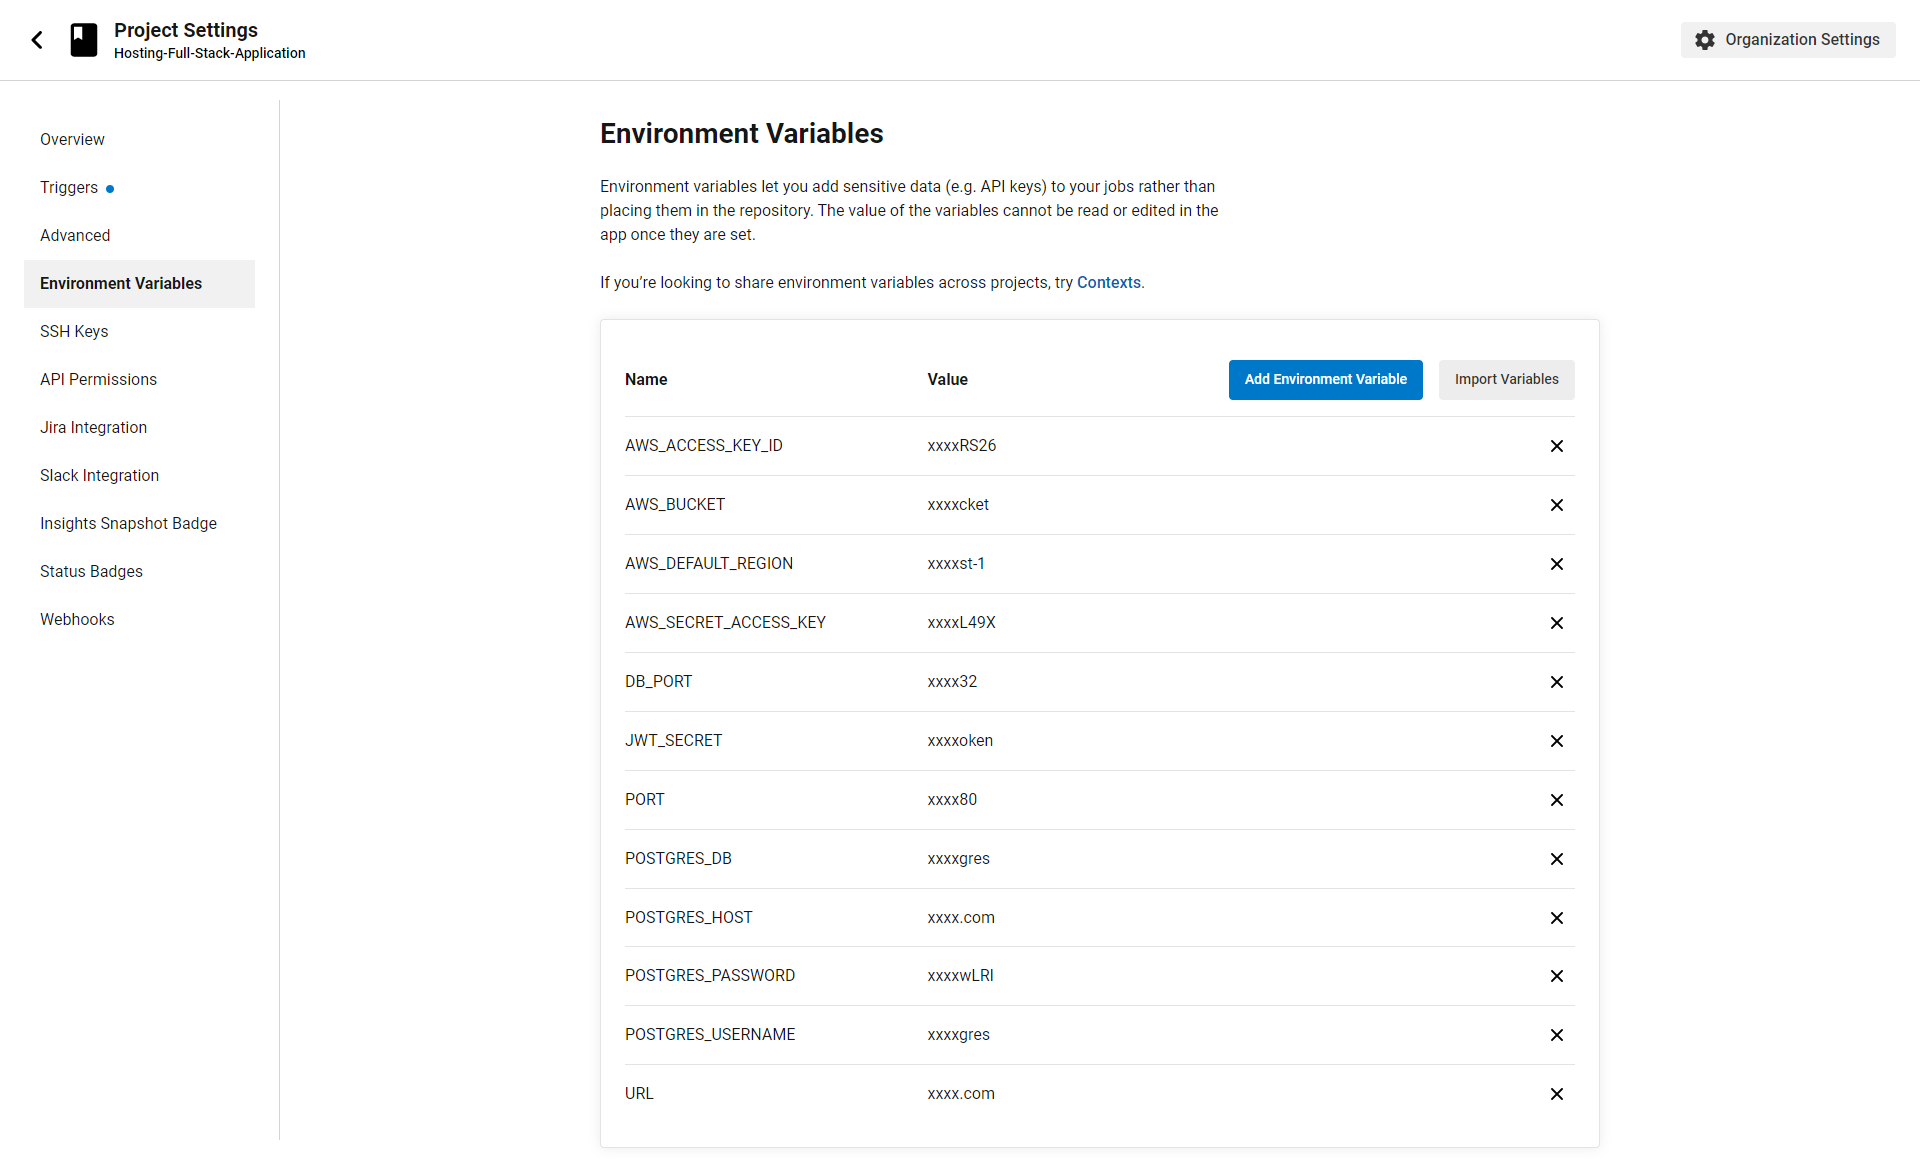 Project Settings
Hosting-Full-Stack-Application
Organization Settings
Overview
Triggers
Advanced
Environment Variables
SSH Keys
API Permissions
Jira Integration
Slack Integration
Insights Snapshot Badge
Status Badges
Webhooks
Environment Variables
Environment variables let you add sensitive data (e.g. API keys) to your jobs rather than
placing them in the repository. The value of the variables cannot be read or edited in the
app once they are set.
If you’re looking to share environment variables across projects, try Contexts.
Name Value Add Environment Variable Import Variables
AWS_ACCESS_KEY_ID xxxxRS26
AWS_BUCKET xxxxcket
AWS_DEFAULT_REGION xxxxst-1
AWS_SECRET_ACCESS_KEY xxxxL49X
DB_PORT xxxx32
JWT_SECRET xxxxoken
PORT xxxx80
POSTGRES_DB xxxxgres
POSTGRES_HOST xxxx.com
POSTGRES_PASSWORD xxxxwLRl
POSTGRES_USERNAME xxxxgres
URL xxxx.com